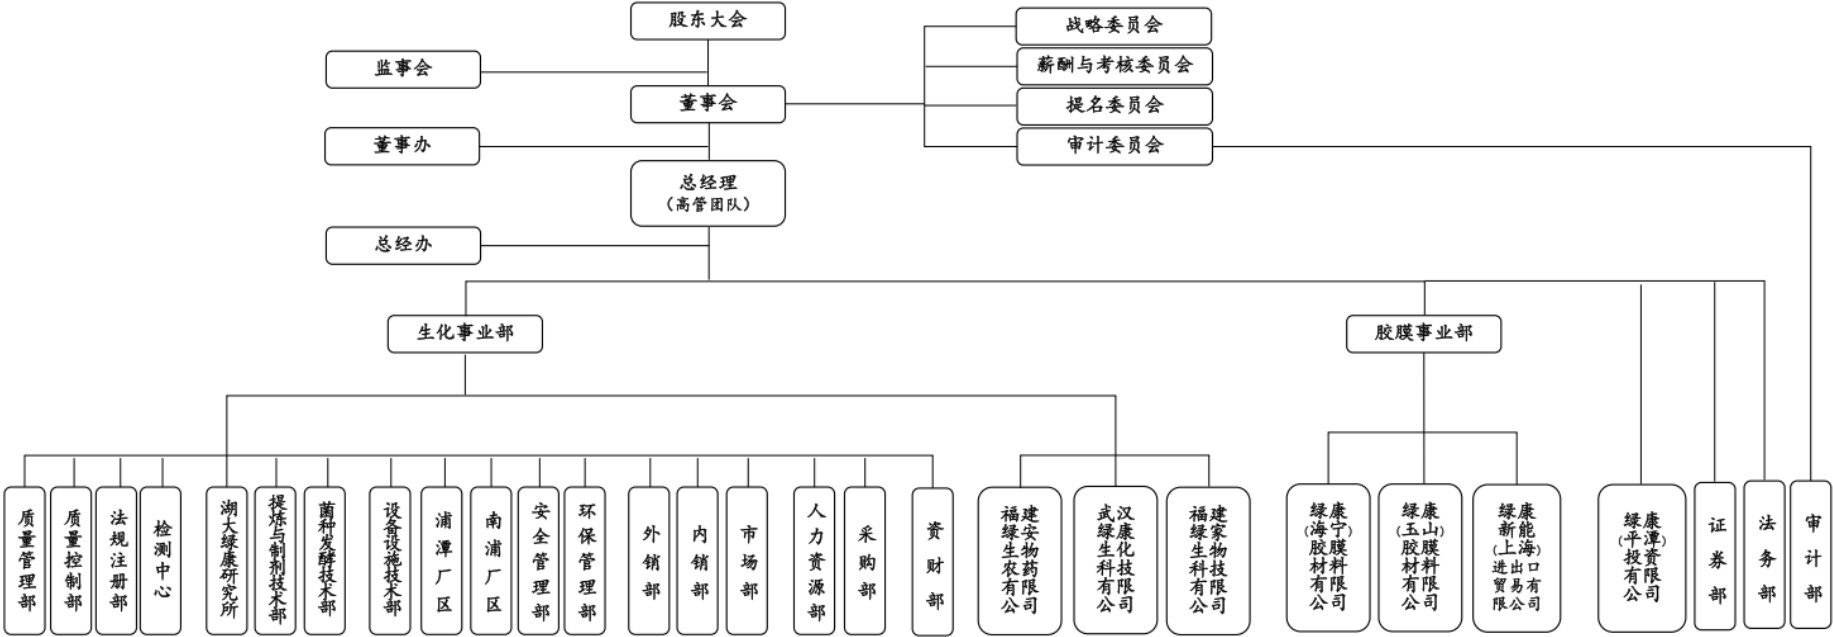 股东大会
监事会
董事会
董事办
总经理
（高管团队）
总经办
战略委员会
薪酬与考核委员会
提名委员会
审计委员会
生化事业部
胶膜事业部
质量管理部
质量控制部
法规注册部
检测中心
湖大绿康研究所
提炼与制剂技术部
菌种发酵技术部
设备设施技术部
浦潭厂区
南浦厂区
安全管理部
环保管理部
外销部
内销部
市场部
人力资源部
采购部
资财部
福建绿安生物农药有限公司
武汉绿康生化科技有限公司
福建绿家生物科技有限公司
绿康(海宁)胶膜材料有限公司
绿康(玉山)胶膜材料有限公司
绿康新能(上海)进出口贸易有限公司
绿康(平潭)投资有限公司
证券部
法务部
审计部